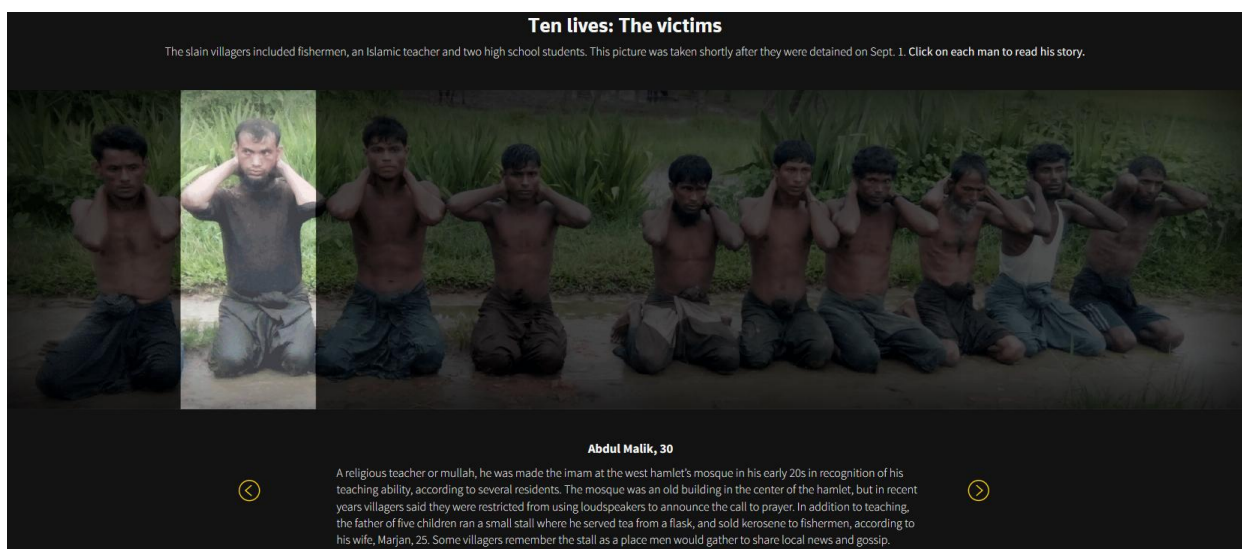 Ten lives: The victims
The slain villagers included fishermen, an Islamic teacher and two high school students. This picture was taken shortly after they were detained on Sept. 1. Click on each man to read his story.
Abdul Malik, 30
A religious teacher or mullah, he was made the imam at the west hamlet’s mosque in his early 20s in recognition of his
teaching ability, according to several residents. The mosque was an old building in the center of the hamlet, but in recent
years villagers said they were restricted from using loudspeakers to announce the call to prayer. In addition to teaching,
the father of five children ran a small stall where he served tea from a flask, and sold kerosene to fishermen, according to
his wife, Marjan, 25. Some villagers remember the stall as a place men would gather to share local news and gossip.